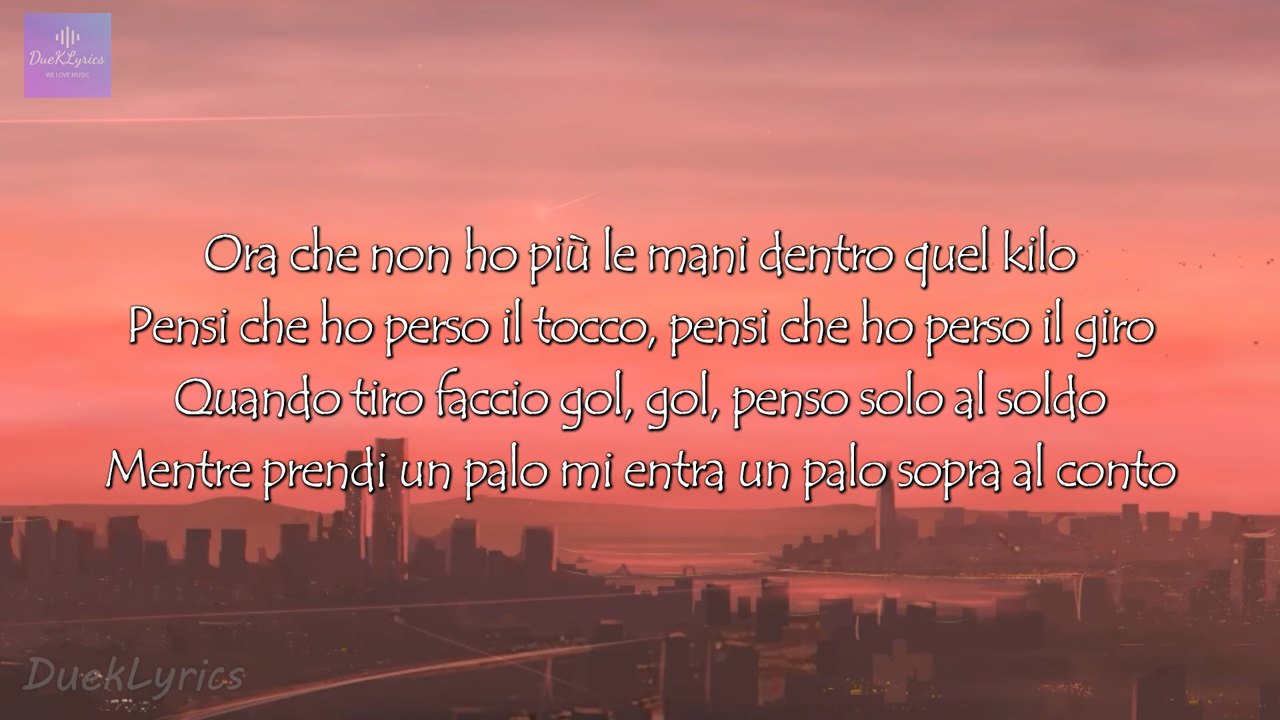 DueKLyrics
WE LOVE MUSIC
Ora che non ho più le mani dentro quel kilo
Pensi che ho perso il tocco, pensi che ho perso il giro
Quando tiro faccio gol, gol, penso solo al soldo
Mentre prendi un palo mi entra un palo sopra al conto
DuekLyrics